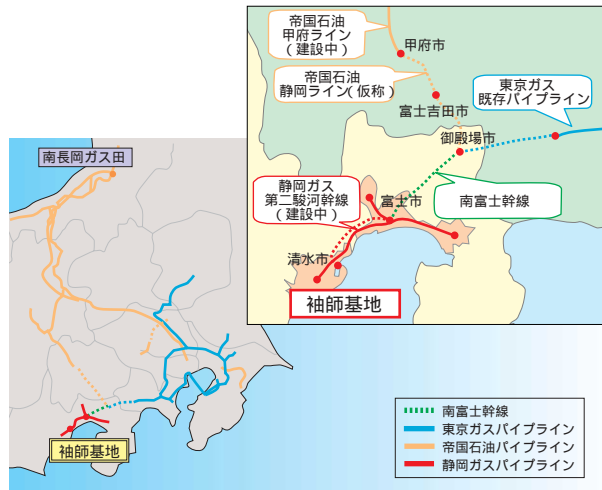 帝国石油
甲府ライン
(建設中)
甲府市
帝国石油
静岡ライン(仮称)
東京ガス
既存パイプライン
富士吉田市
御殿場市
南長岡ガス田
静岡ガス
第二駿河幹線
(建設中)
富士市
南富士幹線
清水市
袖師基地
南富士幹線
東京ガスパイプライン
帝国石油パイプライン
静岡ガスパイプライン
袖師基地